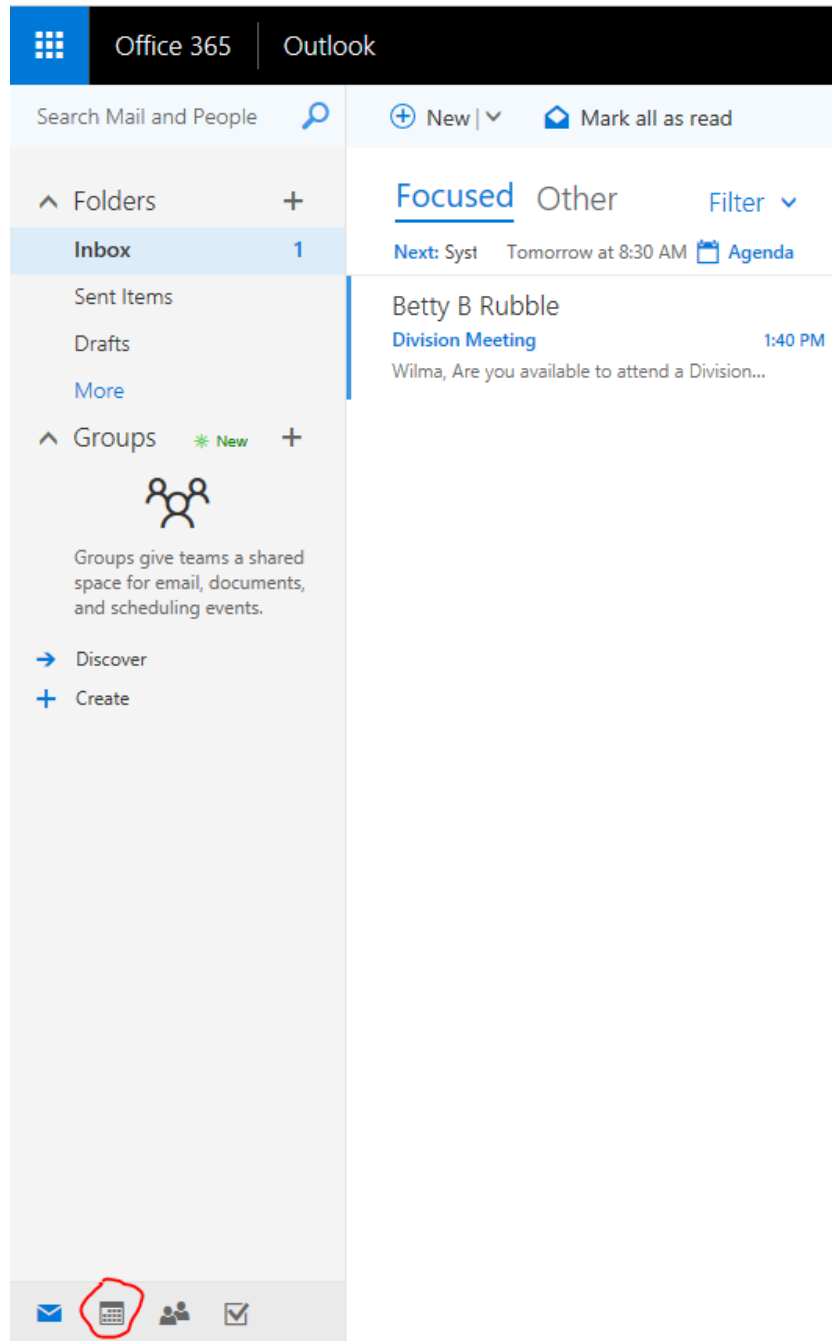 Office 365 Outlook
Search Mail and People
New Mark all as read
Folders
Inbox 1
Sent Items
Drafts
More
Groups New
Groups give teams a shared
space for email, documents,
and scheduling events.
Discover
Create
Focused Other Filter
Next: Syst Tomorrow at 8:30 AM Agenda
Betty B Rubble
Division Meeting 1:40 PM
Wilma, Are you available to attend a Division...